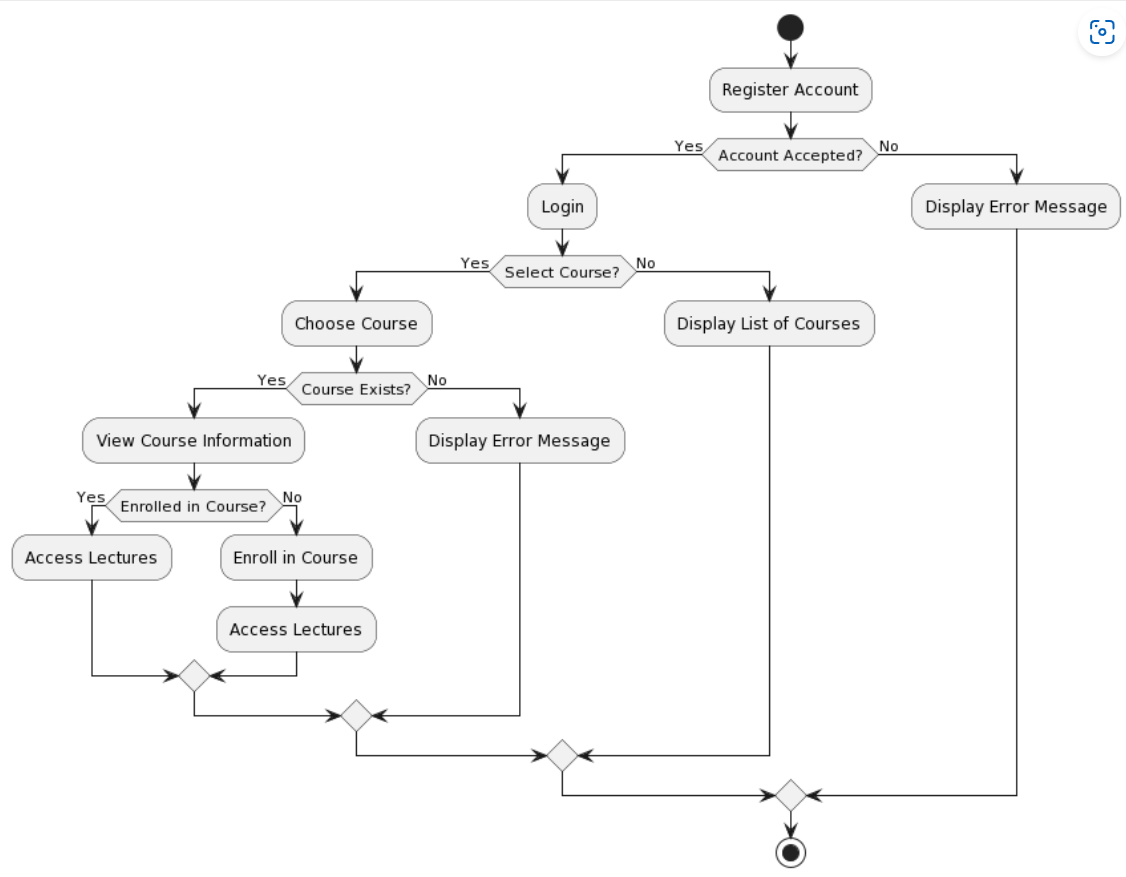 Register Account
Yes
Account Accepted?
No
Login
Display Error Message
Yes
Select Course?
No
Choose Course
Display List of Courses
Yes
Course Exists?
No
View Course Information
Display Error Message
Yes
Enrolled in Course?
No
Access Lectures
Enroll in Course
Access Lectures